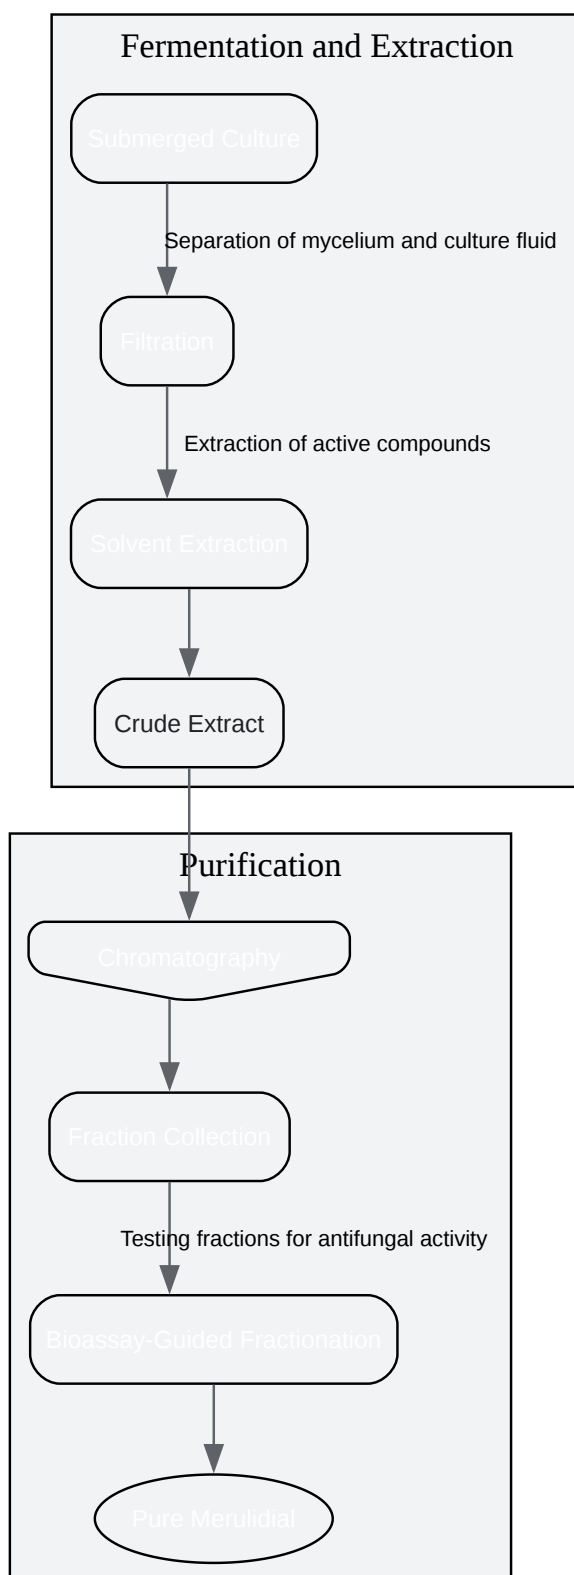 Fermentation and Extraction
Submerged Culture
Separation of mycelium and culture fluid
Filtration
Extraction of active compounds
Solvent Extraction
Crude Extract
Purification
Chromatography
Fraction Collection
Testing fractions for antifungal activity
Bioassay-Guided Fractionation
Pure Merulidial